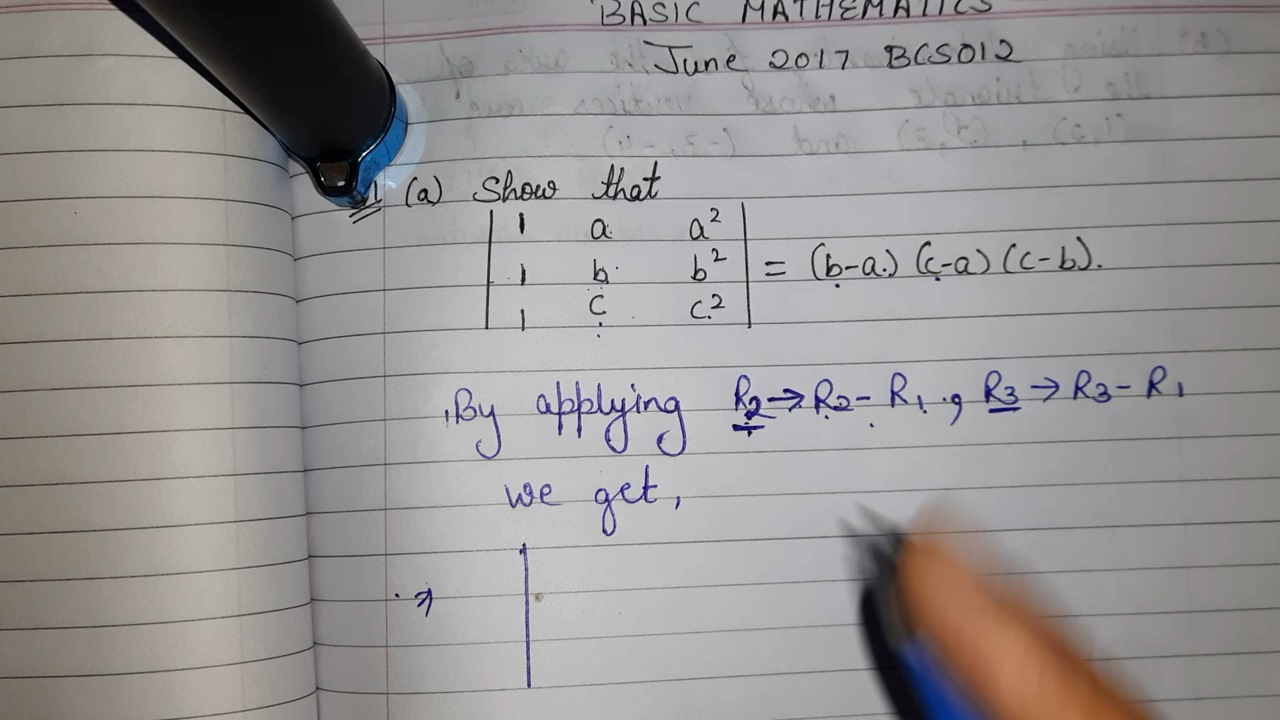 BASIC MATHEMATICS
June 2017 BCS012
(a) Show that
| 1 a a² |
| 1 b b² | = (b-a) (c-a) (c-b).
| 1 c c² |
By applying R2→R2-R1, R3→R3-R1
we get,